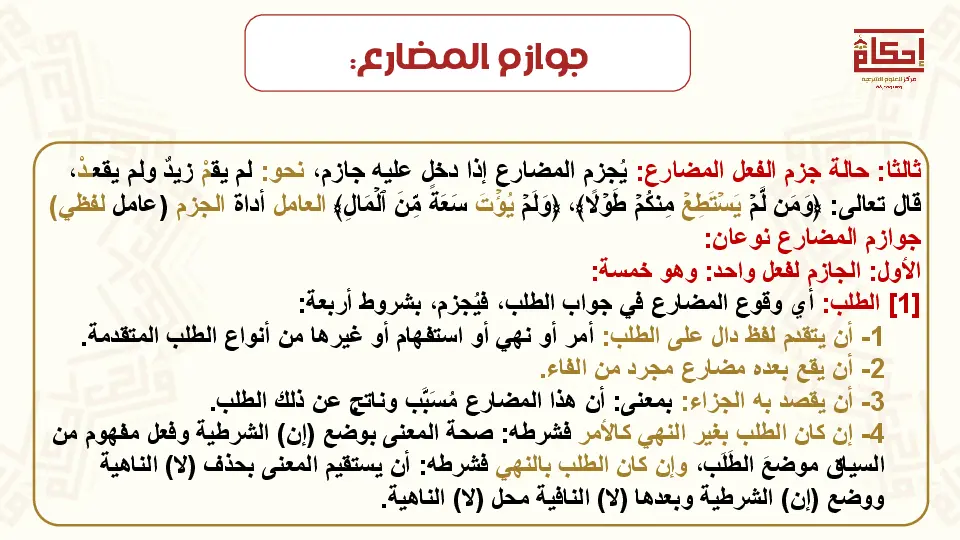 جوازم المضارع:
إحكام
مركز للعلوم الشرعية
ثالثا: حالة جزم الفعل المضارع: يُجزم المضارع إذا دخل عليه جازم، نحو: لم يقمْ زيدٌ ولم يقعدْ،
قال تعالى: ﴿وَمَن لَّمْ يَسْتَطِعْ مِنكُمْ طَوْلًا﴾، ﴿وَلَمْ يُؤْتَ سَعَةً مِّنَ ٱلْمَالِ﴾ العامل أداة الجزم (عامل لفظي)
جوازم المضارع نوعان:
الأول: الجازم لفعل واحد: وهو خمسة:
[1] الطلب: أي وقوع المضارع في جواب الطلب، فيُجزم، بشروط أربعة:
1- أن يتقدم لفظ دال على الطلب: أمر أو نهي أو استفهام أو غيرها من أنواع الطلب المتقدمة.
2- أن يقع بعده مضارع مجرد من الفاء.
3- أن يقصد به الجزاء: بمعنى: أن هذا المضارع مُسَبَّب وناتج عن ذلك الطلب.
4- إن كان الطلب بغير النهي كالأمر فشرطه: صحة المعنى بوضع (إن) الشرطية وفعل مفهوم من
السياق موضعَ الطَلَب، وإن كان الطلب بالنهي فشرطه: أن يستقيم المعنى بحذف (لا) الناهية
ووضع (إن) الشرطية وبعدها (لا) النافية محل (لا) الناهية.